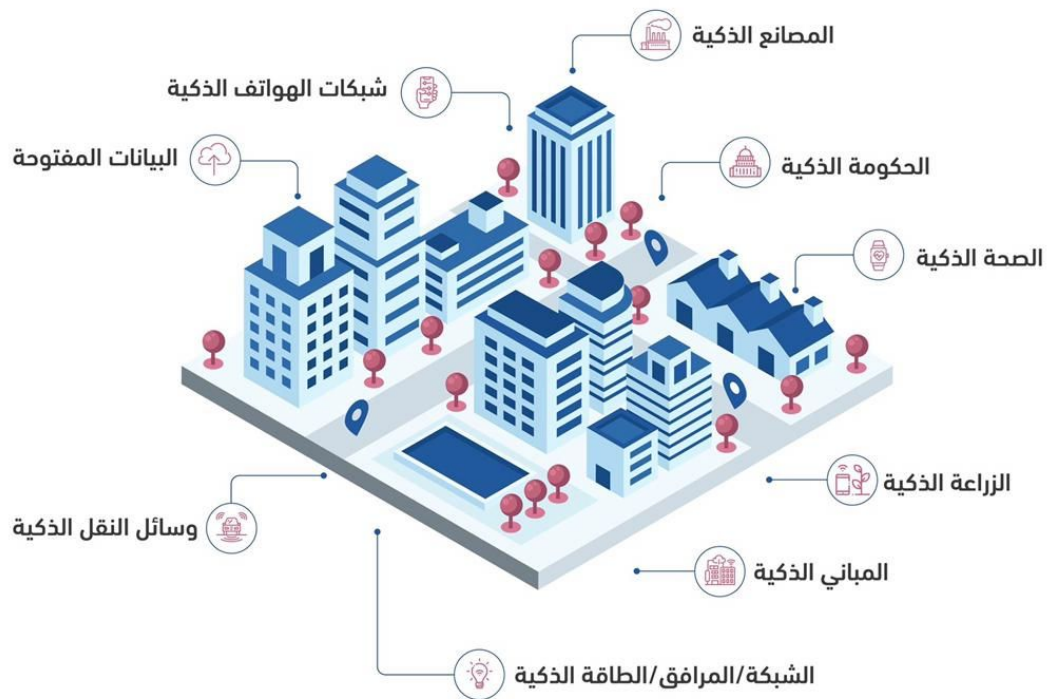 المصانع الذكية
شبكات الهواتف الذكية
الحكومة الذكية
البيانات المفتوحة
الصحة الذكية
الزراعة الذكية
وسائل النقل الذكية
المباني الذكية
الشبكة/المرافق/الطاقة الذكية